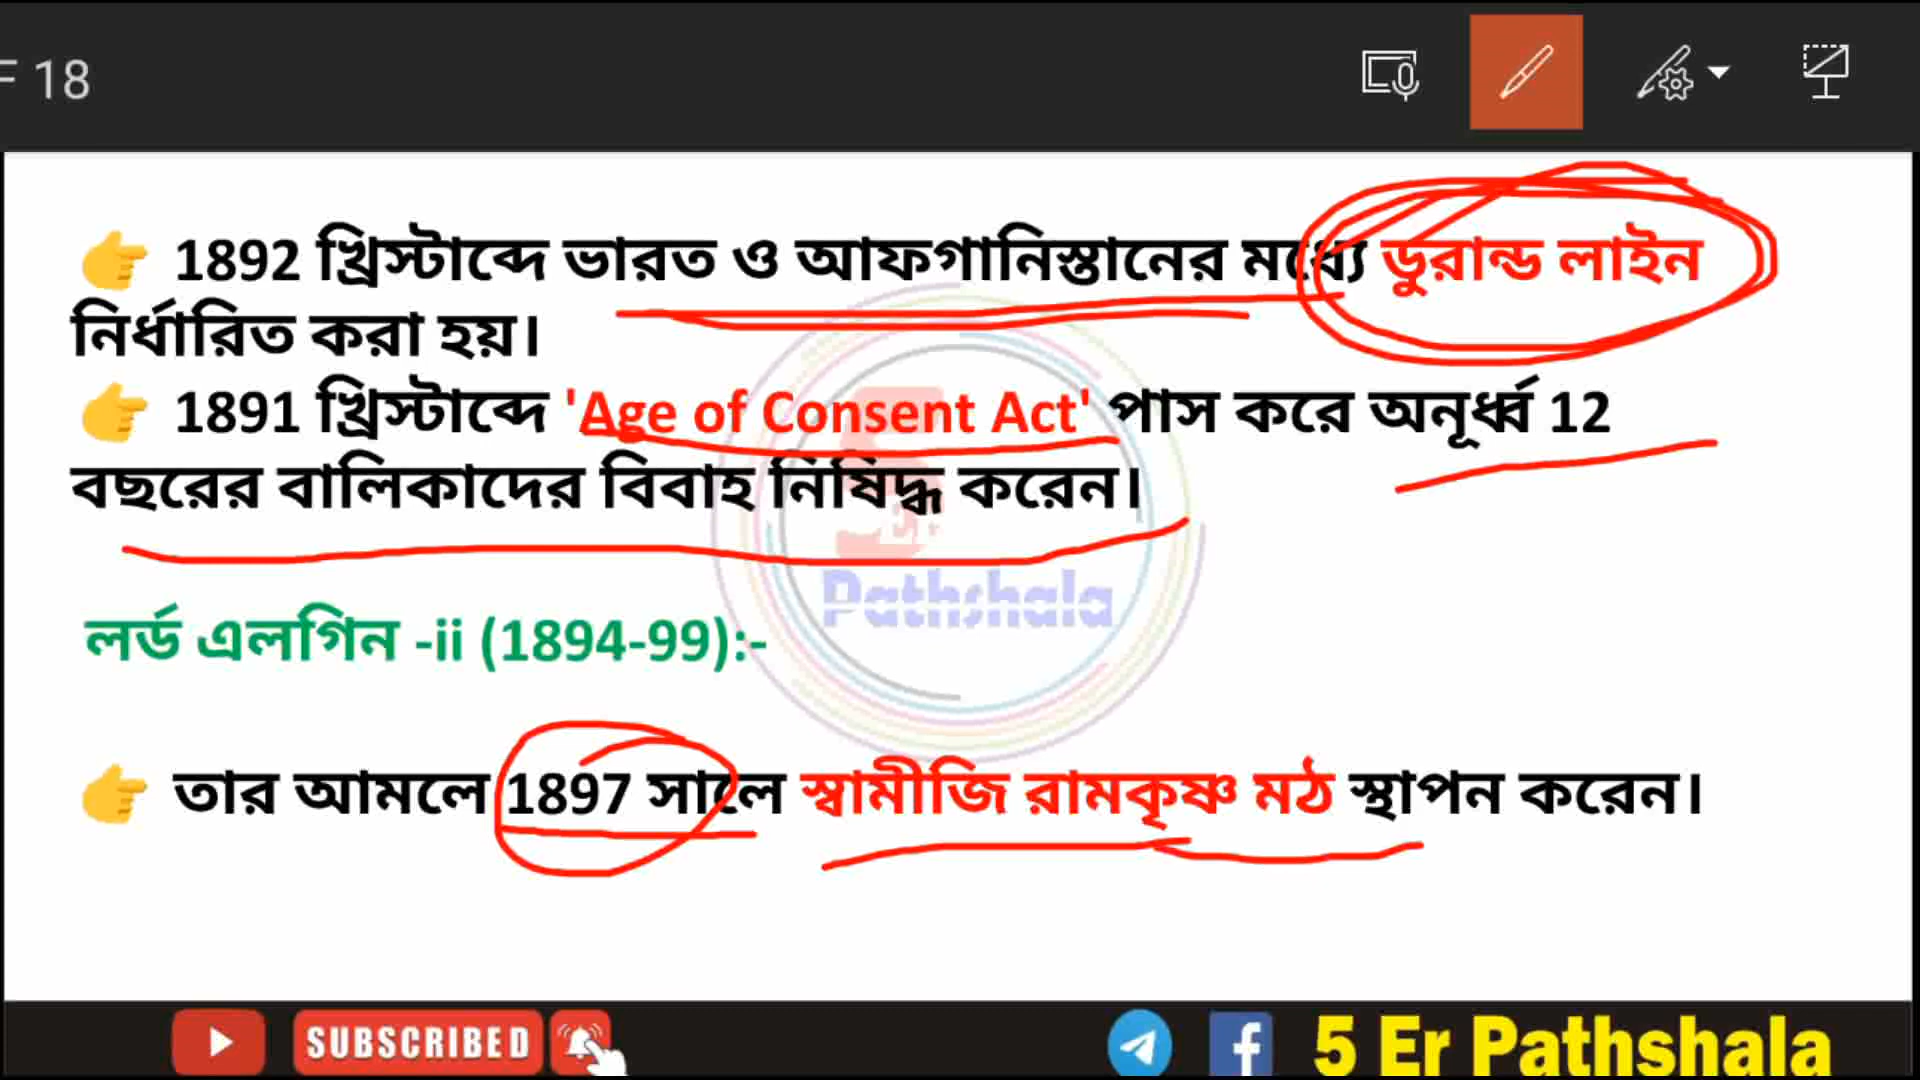 F 18
👉 1892 খ্রিস্টাব্দে ভারত ও আফগানিস্তানের মধ্যে ডুরান্ড লাইন
নির্ধারিত করা হয়।
👉 1891 খ্রিস্টাব্দে 'Age of Consent Act' পাস করে অনূর্ধ্ব 12
বছরের বালিকাদের বিবাহ নিষিদ্ধ করেন।
Pathshala
লর্ড এলগিন -ii (1894-99):-
👉 তার আমলে 1897 সালে স্বামীজি রামকৃষ্ণ মঠ স্থাপন করেন।
SUBSCRIBED
5 Er Pathshala